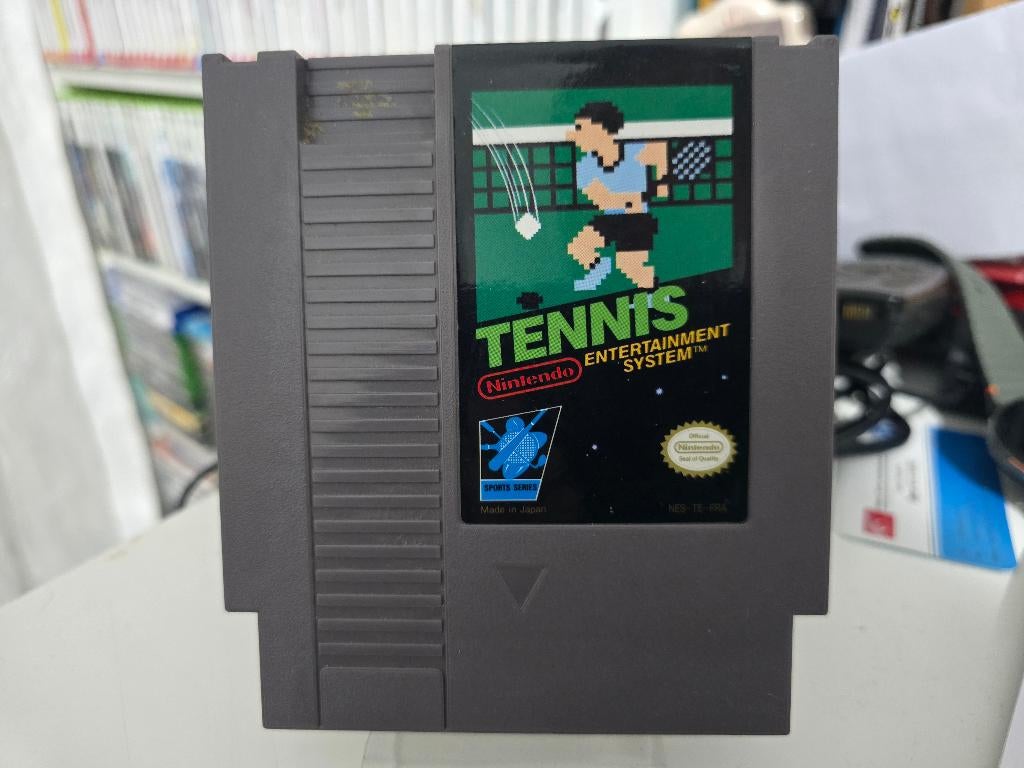 TENNIS
Nintendo
ENTERTAINMENT
SYSTEM™
SPORTS SERIES
Official
Nintendo
Seal of Quality
Made in Japan
NES-TE-FRA